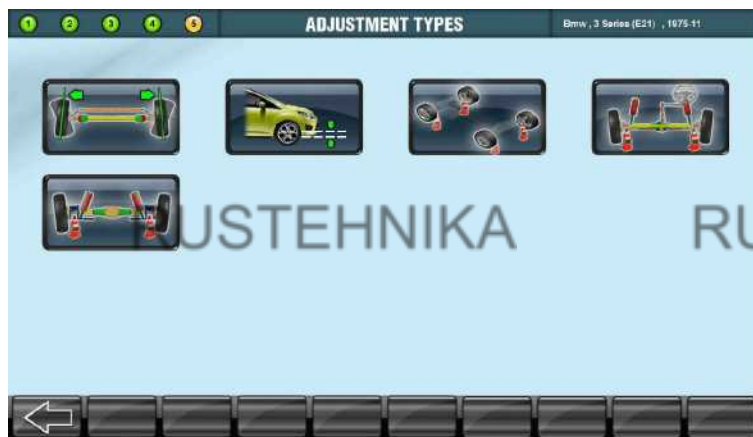 1 2 3 4 5 ADJUSTMENT TYPES Bmw , 3 Series (E21) , 1975-11
RUSTEHNIKA RU